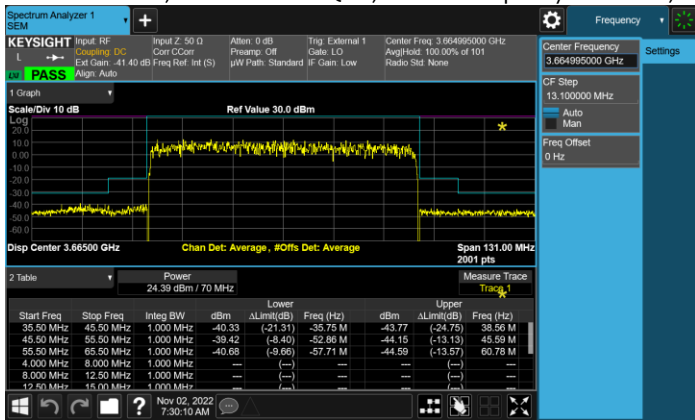 Spectrum Analyzer 1
SEM
+
Frequency
KEYSIGHT
L
PASS
Input: RF
Coupling: DC
Ext Gain: -41.40 dB
Align: Auto
Input Z: 50 Ω
Corr CCorr
Freq Ref: Int (S)
Atten: 0 dB
Preamp: Off
µW Path: Standard
Trig: External 1
Gate: LO
IF Gain: Low
Center Freq: 3.664995000 GHz
Avg|Hold: 100.00% of 101
Radio Std: None
Center Frequency
3.664995000 GHz
Settings
CF Step
13.100000 MHz
Auto
Man
Freq Offset
0 Hz
1 Graph
Scale/Div 10 dB
Ref Value 30.0 dBm
Log
20.0
10.0
0.00
-10.0
-20.0
-30.0
-40.0
-50.0
-60.0
Disp Center 3.66500 GHz
Chan Det: Average, #Offs Det: Average
Span 131.00 MHz
2001 pts
2 Table
Power
24.39 dBm / 70 MHz
Measure Trace
Trace 1
Lower Upper
Start Freq Stop Freq Integ BW dBm ΔLimit(dB) Freq (Hz) dBm ΔLimit(dB) Freq (Hz)
35.50 MHz 45.50 MHz 1.000 MHz -40.33 (-21.31) -35.75 M -43.77 (-24.75) 38.56 M
45.50 MHz 55.50 MHz 1.000 MHz -39.42 (-8.40) -52.86 M -44.15 (-13.13) 45.59 M
55.50 MHz 65.50 MHz 1.000 MHz -40.68 (-9.66) -57.71 M -44.59 (-13.57) 60.78 M
4.000 MHz 8.000 MHz 1.000 MHz --- (---) --- (---)
8.000 MHz 12.50 MHz 1.000 MHz --- (---) --- (---)
12.50 MHz 15.00 MHz 1.000 MHz --- (---) --- (---)
?
Nov 02, 2022
7:30:10 AM